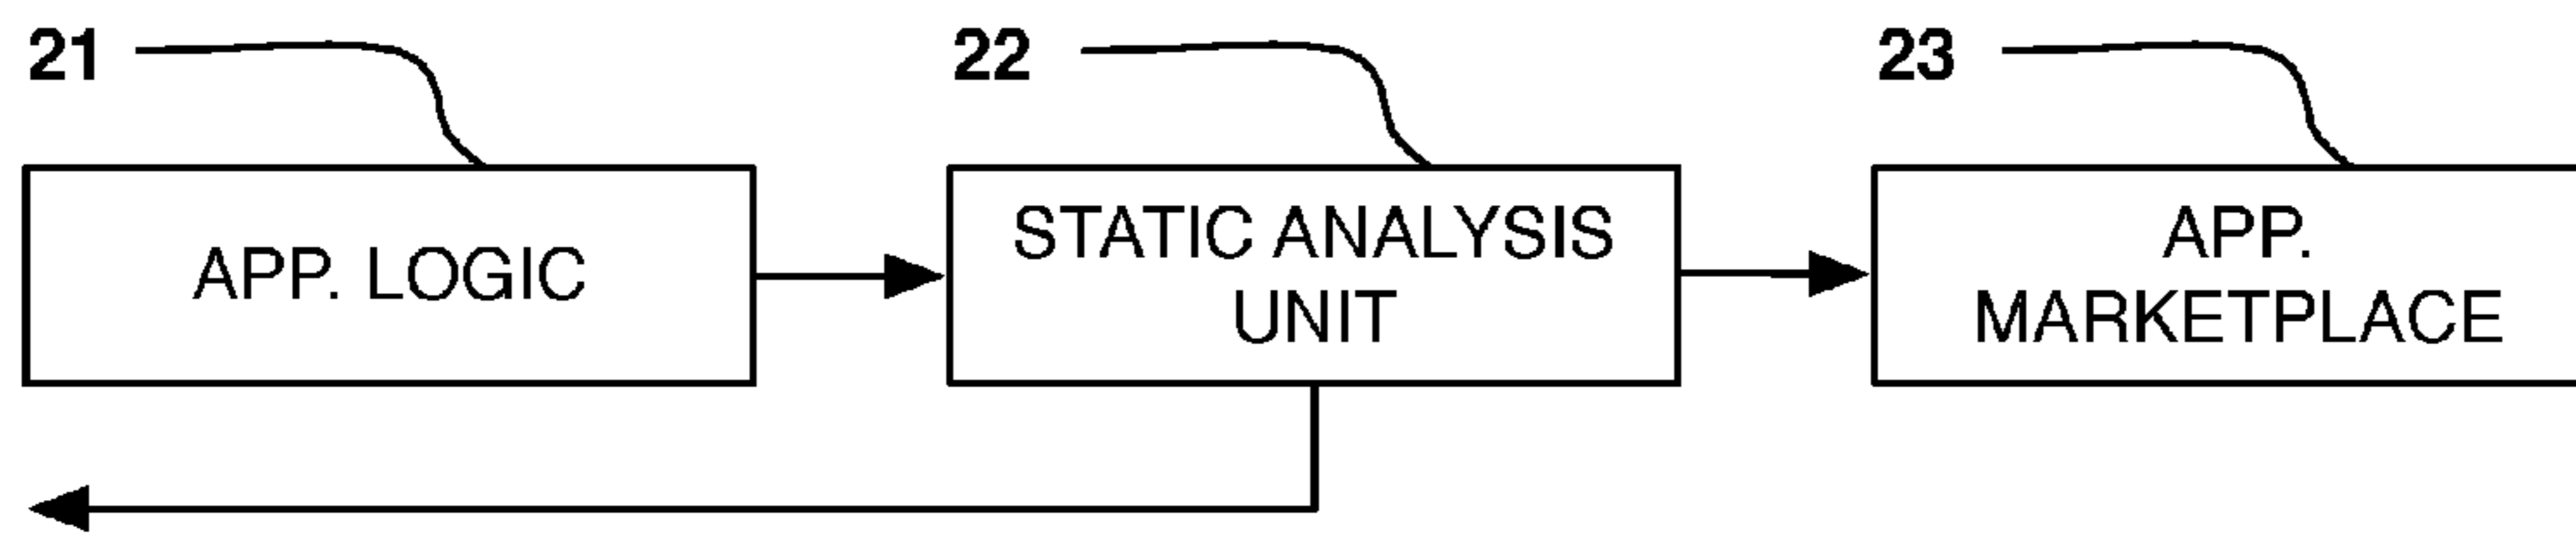 21
22
23
APP. LOGIC
STATIC ANALYSIS
UNIT
APP.
MARKETPLACE